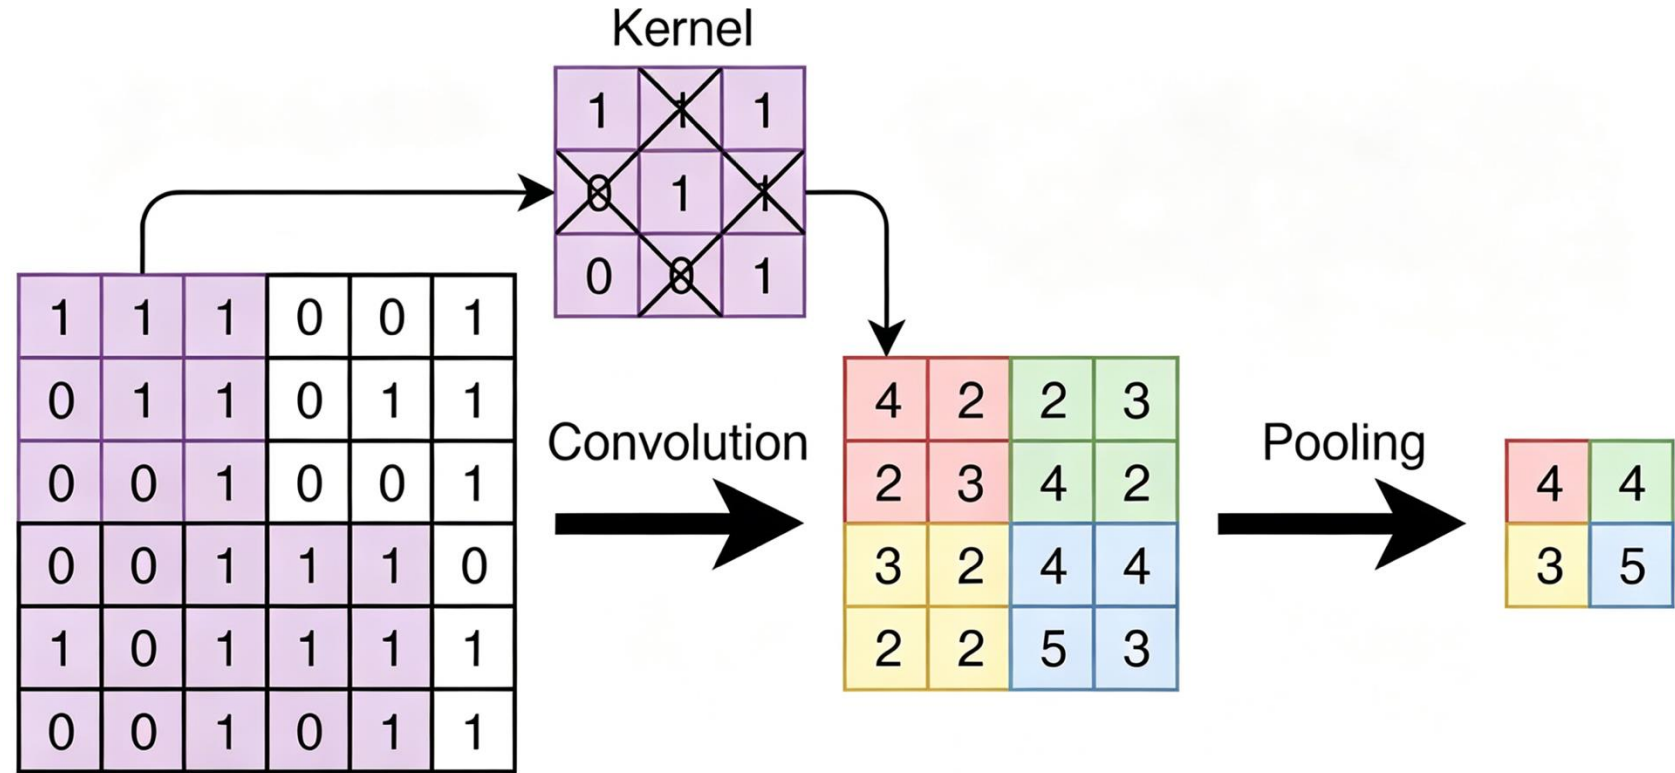 Kernel
1 1 1
0 1 1
0 0 1
1 1 1 0 0 1
0 1 1 0 1 1
0 0 1 0 0 1
0 0 1 1 1 0
1 0 1 1 1 1
0 0 1 0 1 1
Convolution
4 2 2 3
2 3 4 2
3 2 4 4
2 2 5 3
Pooling
4 4
3 5